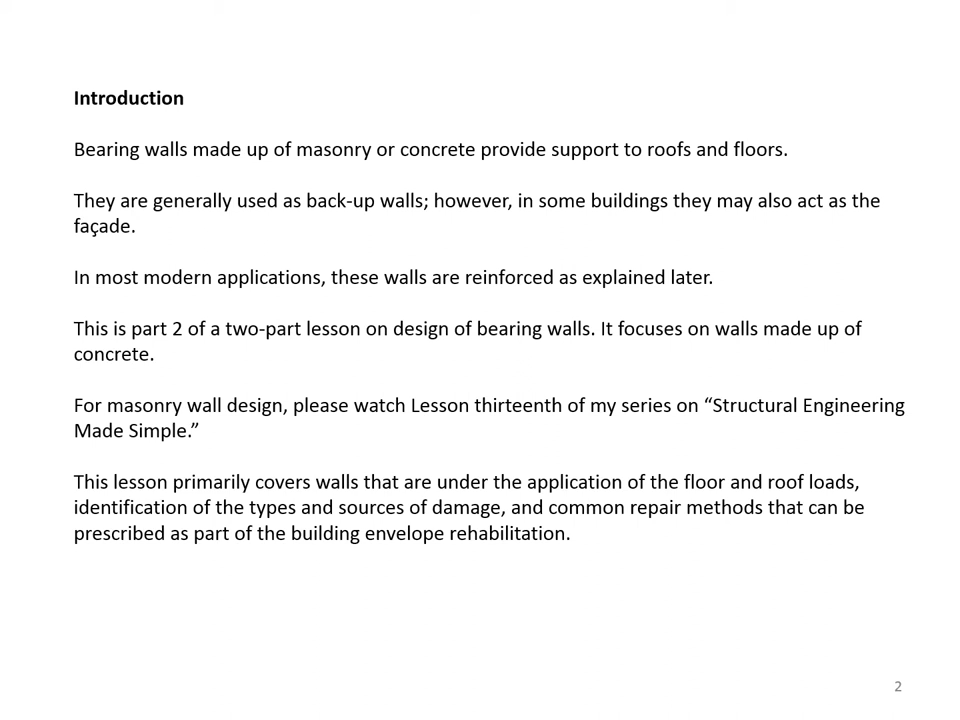 Introduction
Bearing walls made up of masonry or concrete provide support to roofs and floors.
They are generally used as back-up walls; however, in some buildings they may also act as the
façade.
In most modern applications, these walls are reinforced as explained later.
This is part 2 of a two-part lesson on design of bearing walls. It focuses on walls made up of
concrete.
For masonry wall design, please watch Lesson thirteenth of my series on “Structural Engineering
Made Simple.”
This lesson primarily covers walls that are under the application of the floor and roof loads,
identification of the types and sources of damage, and common repair methods that can be
prescribed as part of the building envelope rehabilitation.
2